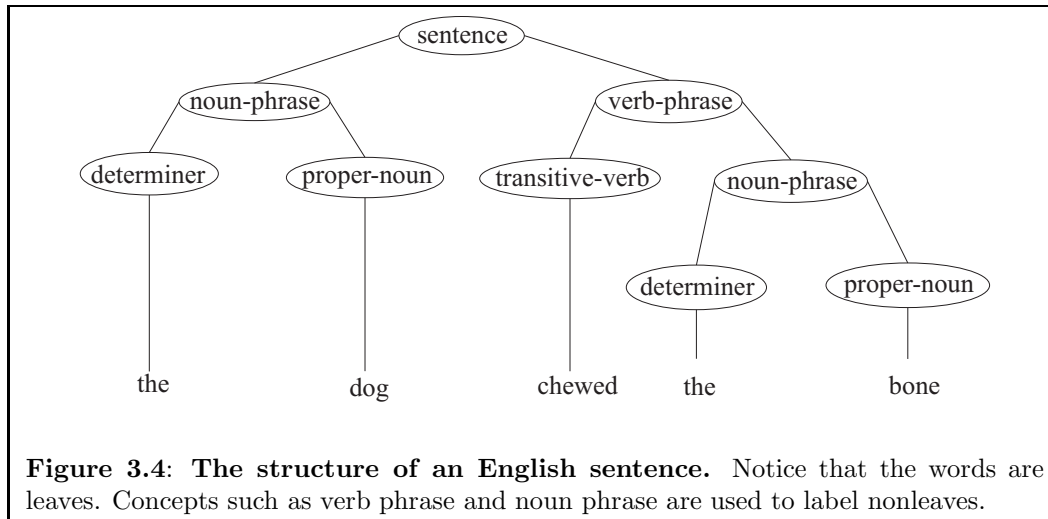 sentence
noun-phrase verb-phrase
determiner proper-noun transitive-verb noun-phrase
determiner proper-noun
the dog chewed the bone
Figure 3.4: The structure of an English sentence. Notice that the words are
leaves. Concepts such as verb phrase and noun phrase are used to label nonleaves.